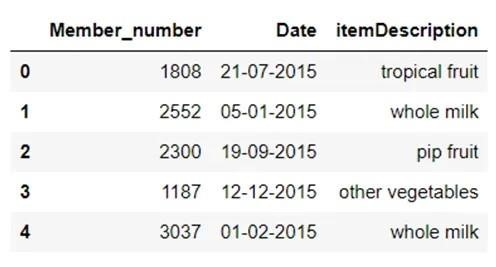 Member_number Date itemDescription
0 1808 21-07-2015 tropical fruit
1 2552 05-01-2015 whole milk
2 2300 19-09-2015 pip fruit
3 1187 12-12-2015 other vegetables
4 3037 01-02-2015 whole milk